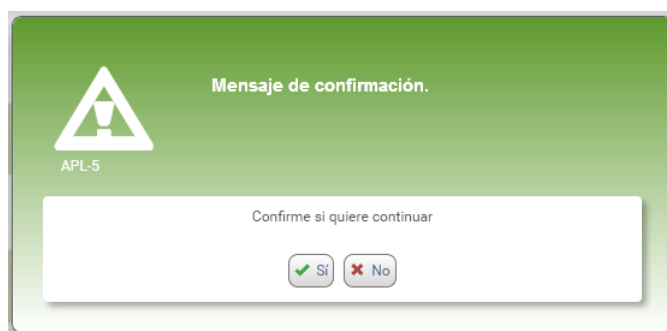 Mensaje de confirmación.
APL-5
Confirme si quiere continuar
Sí No